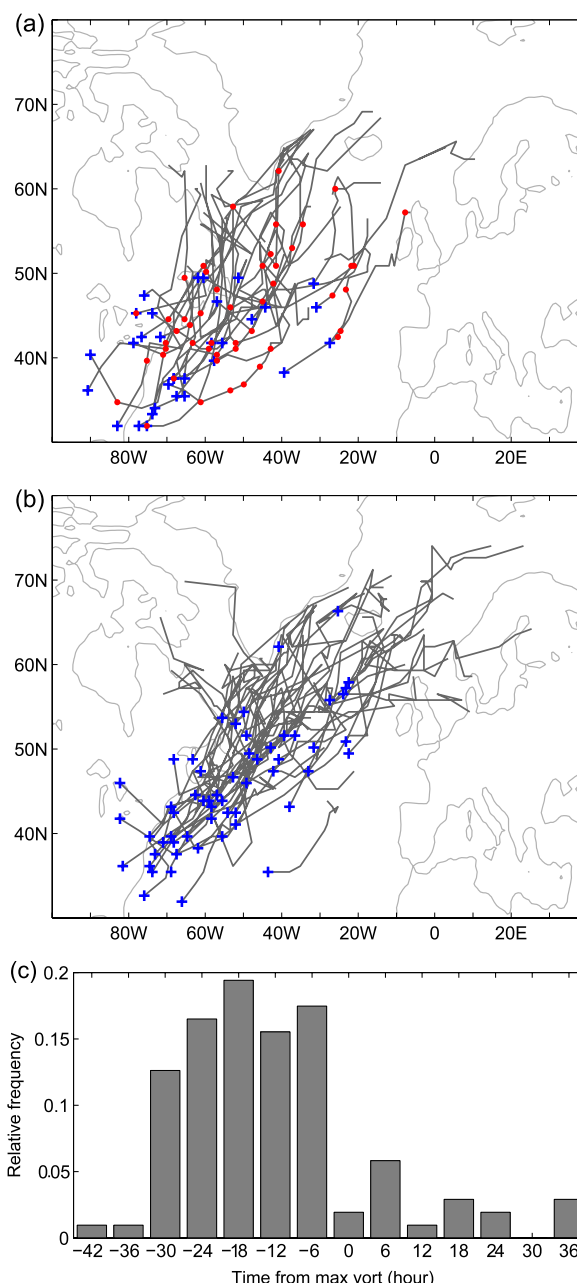 (a)
70N
60N
50N
40N
80W 60W 40W 20W 0 20E
(b)
70N
60N
50N
40N
80W 60W 40W 20W 0 20E
(c)
0.2
0.15
0.1
0.05
0
Relative frequency
−42 −36 −30 −24 −18 −12 −6 0 6 12 18 24 30 36
Time from max vort (hour)